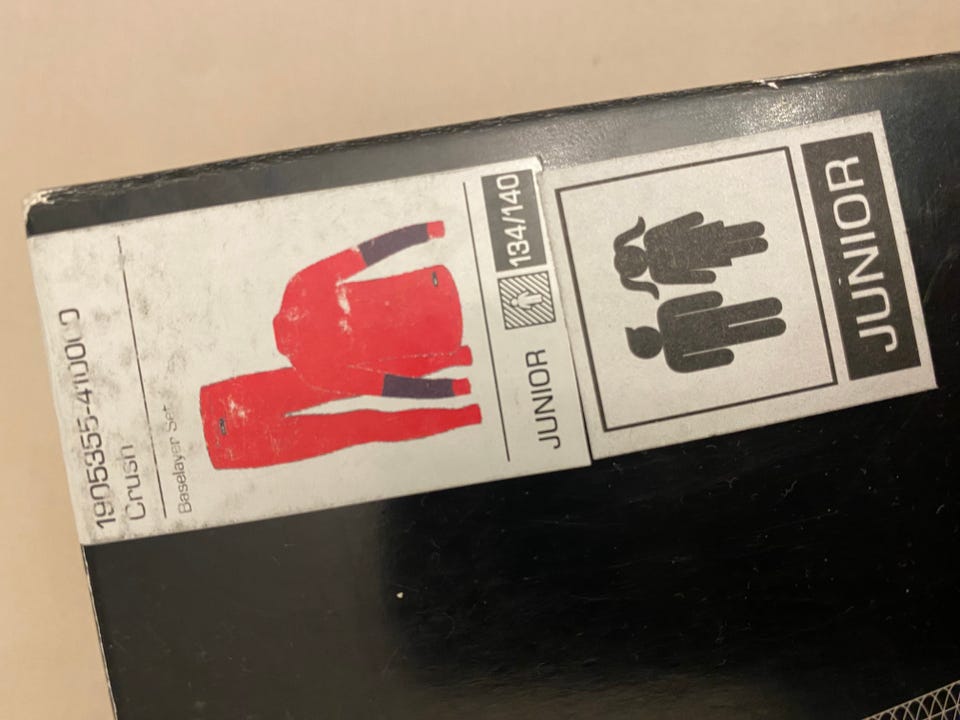 Crush
Baselayer Set
134/140
JUNIOR
JUNIOR